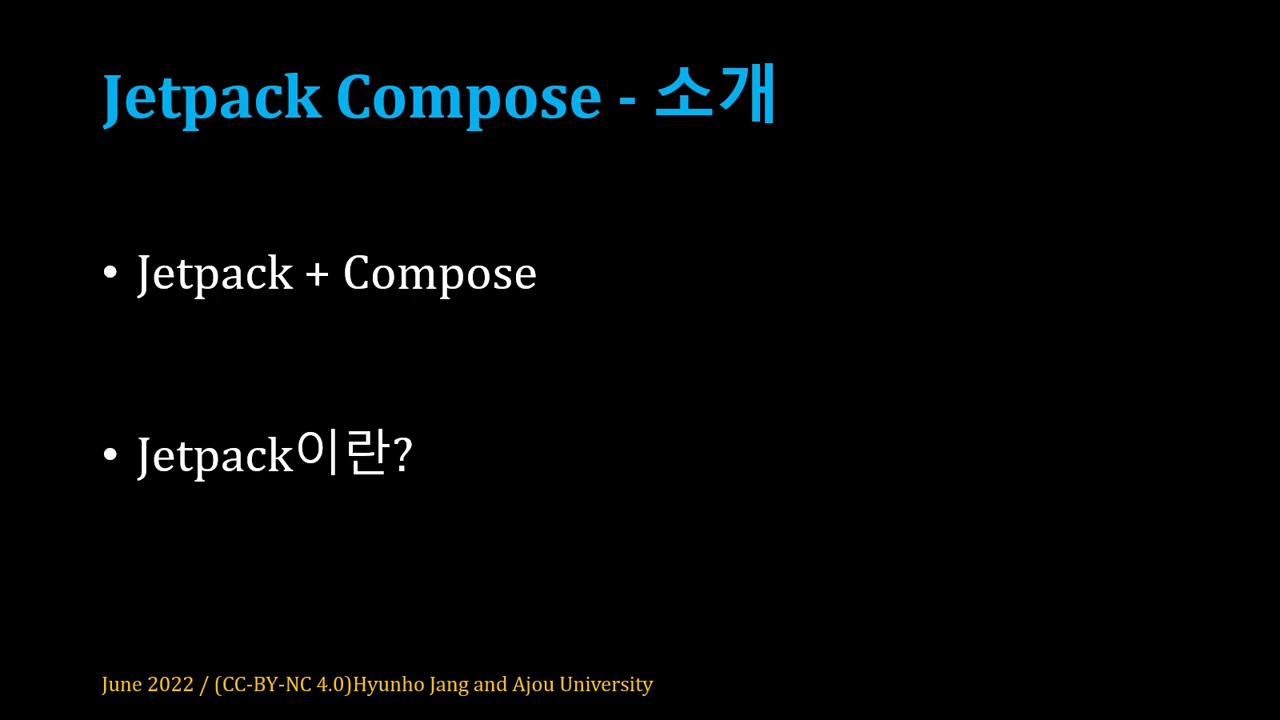 Jetpack Compose - 소개
• Jetpack + Compose
• Jetpack이란?
June 2022 / (CC-BY-NC 4.0)Hyunho Jang and Ajou University